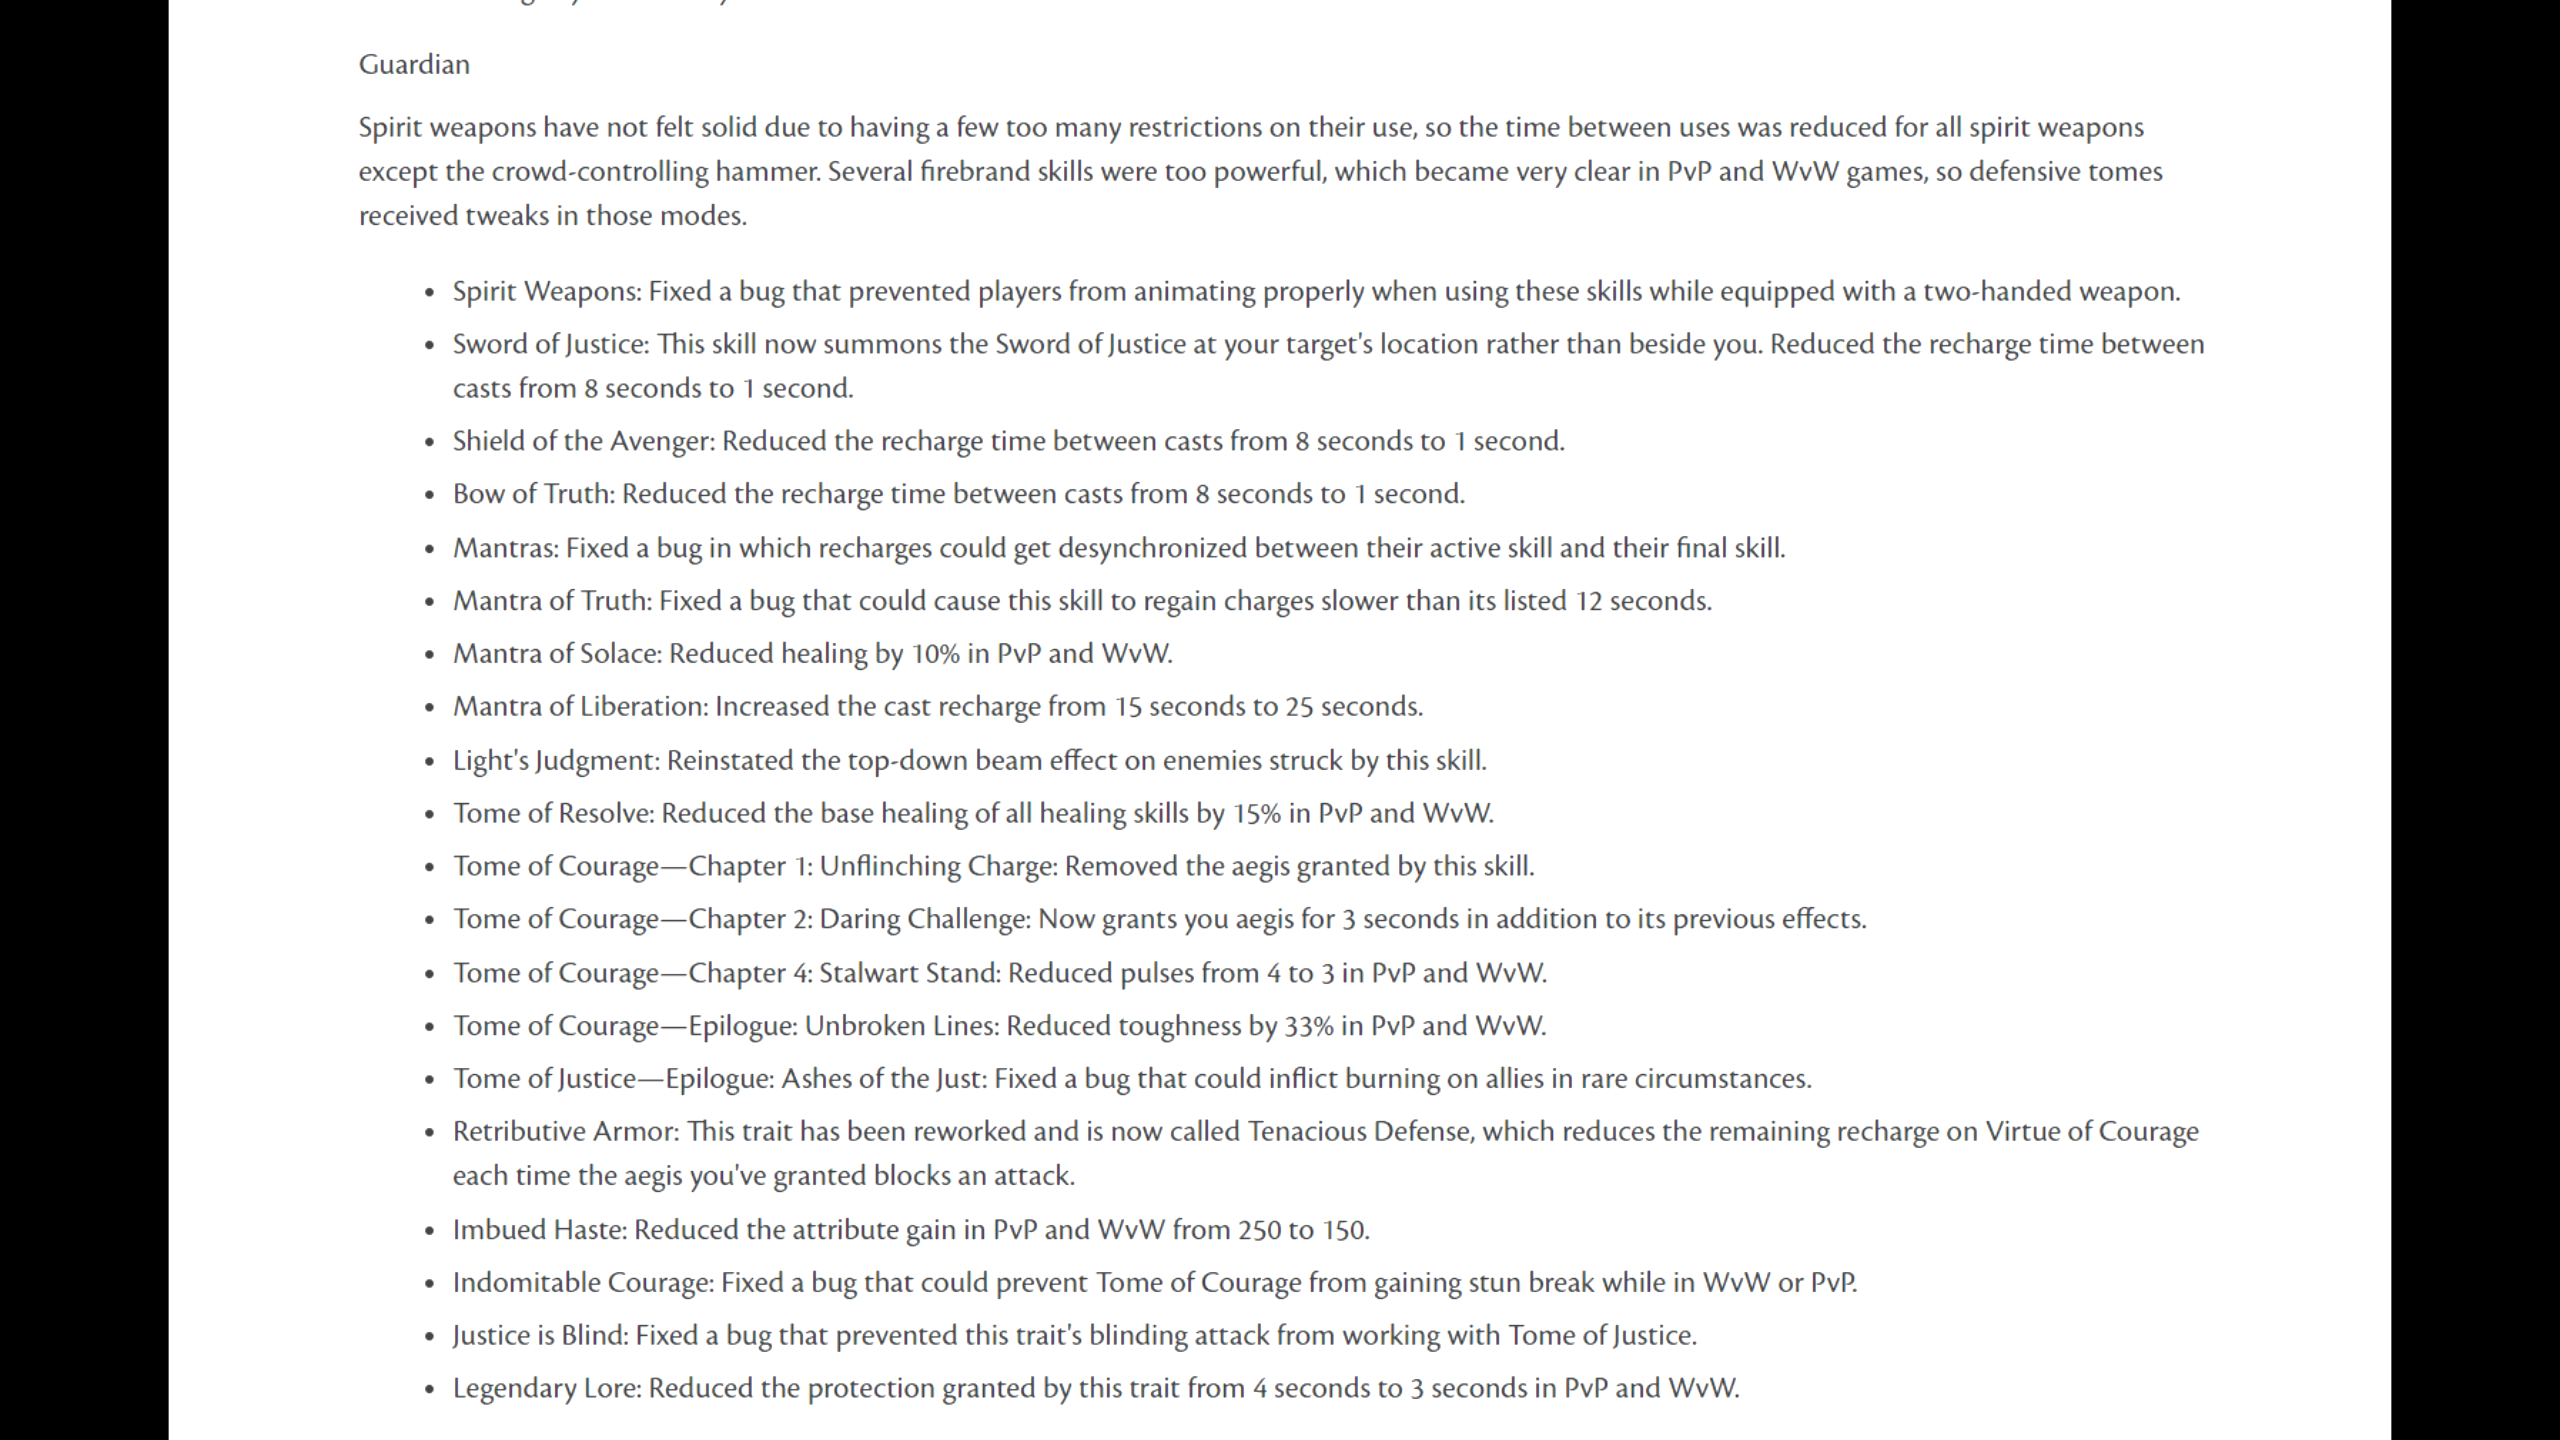 Guardian
Spirit weapons have not felt solid due to having a few too many restrictions on their use, so the time between uses was reduced for all spirit weapons
except the crowd-controlling hammer. Several firebrand skills were too powerful, which became very clear in PvP and WvW games, so defensive tomes
received tweaks in those modes.
• Spirit Weapons: Fixed a bug that prevented players from animating properly when using these skills while equipped with a two-handed weapon.
• Sword of Justice: This skill now summons the Sword of Justice at your target's location rather than beside you. Reduced the recharge time between
casts from 8 seconds to 1 second.
• Shield of the Avenger: Reduced the recharge time between casts from 8 seconds to 1 second.
• Bow of Truth: Reduced the recharge time between casts from 8 seconds to 1 second.
• Mantras: Fixed a bug in which recharges could get desynchronized between their active skill and their final skill.
• Mantra of Truth: Fixed a bug that could cause this skill to regain charges slower than its listed 12 seconds.
• Mantra of Solace: Reduced healing by 10% in PvP and WvW.
• Mantra of Liberation: Increased the cast recharge from 15 seconds to 25 seconds.
• Light's Judgment: Reinstated the top-down beam effect on enemies struck by this skill.
• Tome of Resolve: Reduced the base healing of all healing skills by 15% in PvP and WvW.
• Tome of Courage—Chapter 1: Unflinching Charge: Removed the aegis granted by this skill.
• Tome of Courage—Chapter 2: Daring Challenge: Now grants you aegis for 3 seconds in addition to its previous effects.
• Tome of Courage—Chapter 4: Stalwart Stand: Reduced pulses from 4 to 3 in PvP and WvW.
• Tome of Courage—Epilogue: Unbroken Lines: Reduced toughness by 33% in PvP and WvW.
• Tome of Justice—Epilogue: Ashes of the Just: Fixed a bug that could inflict burning on allies in rare circumstances.
• Retributive Armor: This trait has been reworked and is now called Tenacious Defense, which reduces the remaining recharge on Virtue of Courage
each time the aegis you've granted blocks an attack.
• Imbued Haste: Reduced the attribute gain in PvP and WvW from 250 to 150.
• Indomitable Courage: Fixed a bug that could prevent Tome of Courage from gaining stun break while in WvW or PvP.
• Justice is Blind: Fixed a bug that prevented this trait's blinding attack from working with Tome of Justice.
• Legendary Lore: Reduced the protection granted by this trait from 4 seconds to 3 seconds in PvP and WvW.